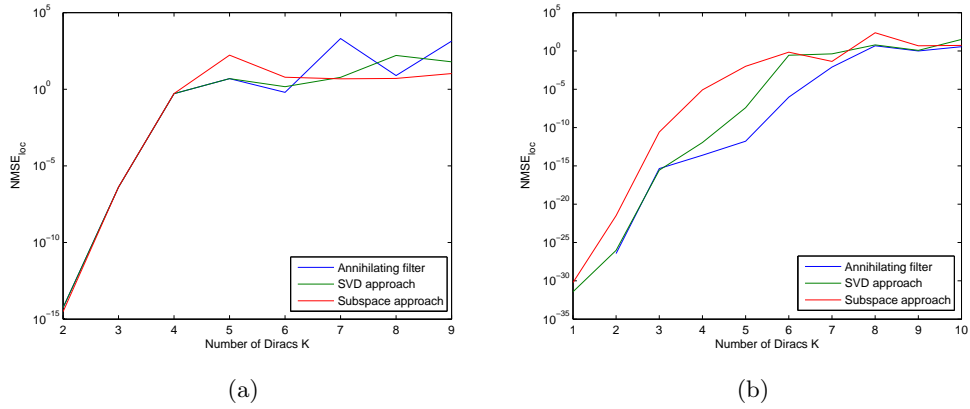 10^5
10^0
10^-5
10^-10
10^-15
NMSE_loc
2 3 4 5 6 7 8 9
Number of Diracs K
Annihilating filter
SVD approach
Subspace approach
(a)
10^5
10^0
10^-5
10^-10
10^-15
10^-20
10^-25
10^-30
10^-35
NMSE_loc
1 2 3 4 5 6 7 8 9 10
Number of Diracs K
Annihilating filter
SVD approach
Subspace approach
(b)